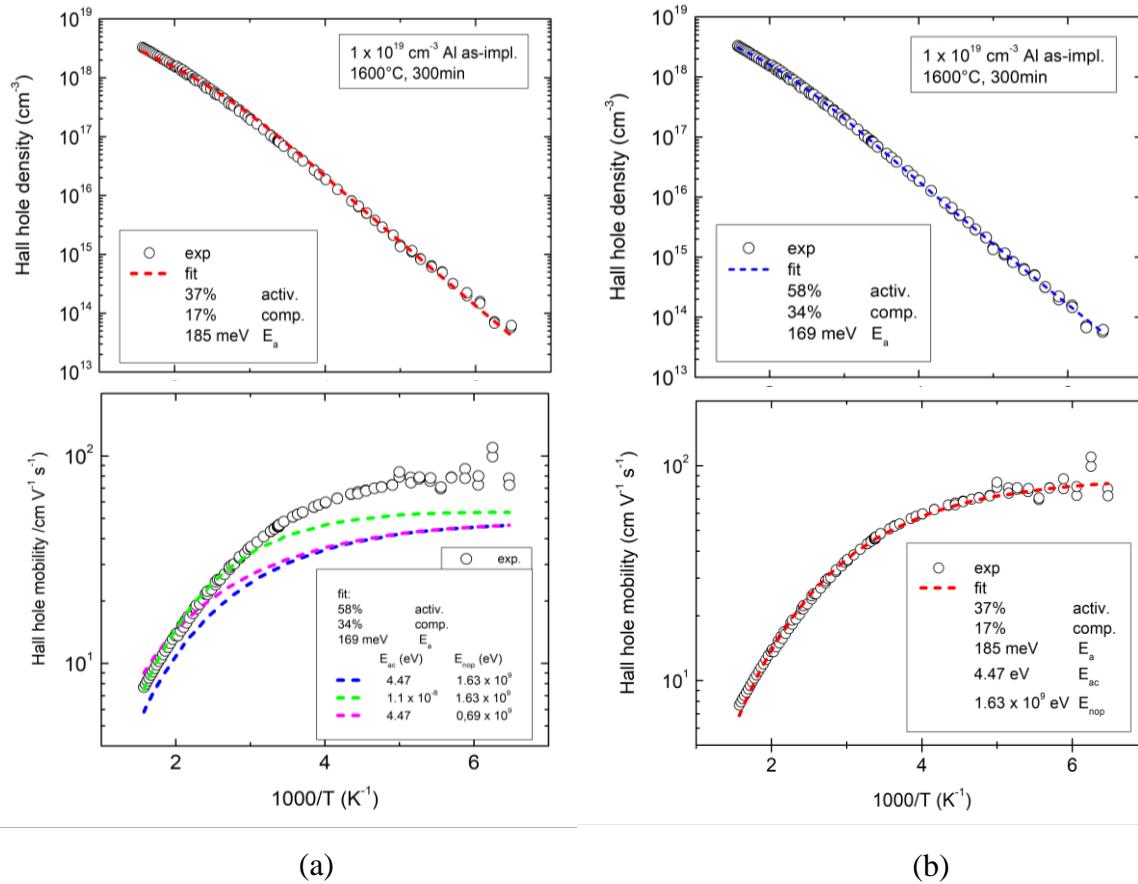 10^19
10^18
10^17
10^16
10^15
10^14
10^13
Hall hole density (cm^-3)
1 x 10^19 cm^-3 Al as-impl.
1600°C, 300min
exp
fit
37% activ.
17% comp.
185 meV E_a
2 4 6
10^2
10^1
Hall hole mobility /cm V^-1 s^-1)
exp.
fit:
58% activ.
34% comp.
169 meV E_a
E_ac (eV) E_nop (eV)
4.47 1.63 x 10^9
1.1 x 10^-8 1.63 x 10^9
4.47 0,69 x 10^9
2 4 6
1000/T (K^-1)
(a)
10^19
10^18
10^17
10^16
10^15
10^14
10^13
Hall hole density (cm^-3)
1 x 10^19 cm^-3 Al as-impl.
1600°C, 300min
exp
fit
58% activ.
34% comp.
169 meV E_a
2 4 6
10^2
10^1
Hall hole mobility (cm V^-1 s^-1)
exp
fit
37% activ.
17% comp.
185 meV E_a
4.47 eV E_ac
1.63 x 10^9 eV E_nop
2 4 6
1000/T (K^-1)
(b)